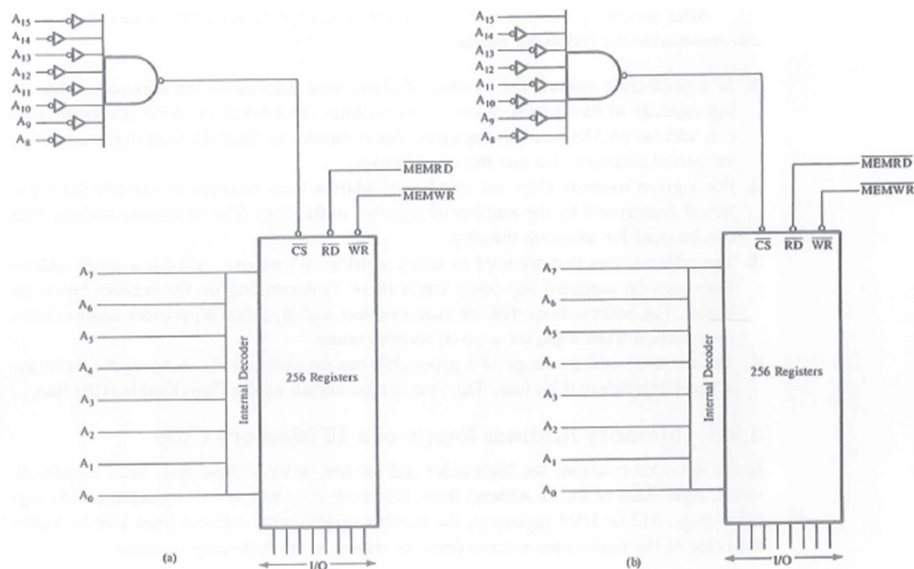 A15
A14
A13
A12
A11
A10
A9
A8
MEMRD
MEMWR
CS RD WR
A7
A6
A5
A4
A3
A2
A1
A0
Internal Decoder
256 Registers
I/O
(a)
A15
A14
A13
A12
A11
A10
A9
A8
MEMRD
MEMWR
CS RD WR
A7
A6
A5
A4
A3
A2
A1
A0
Internal Decoder
256 Registers
I/O
(b)